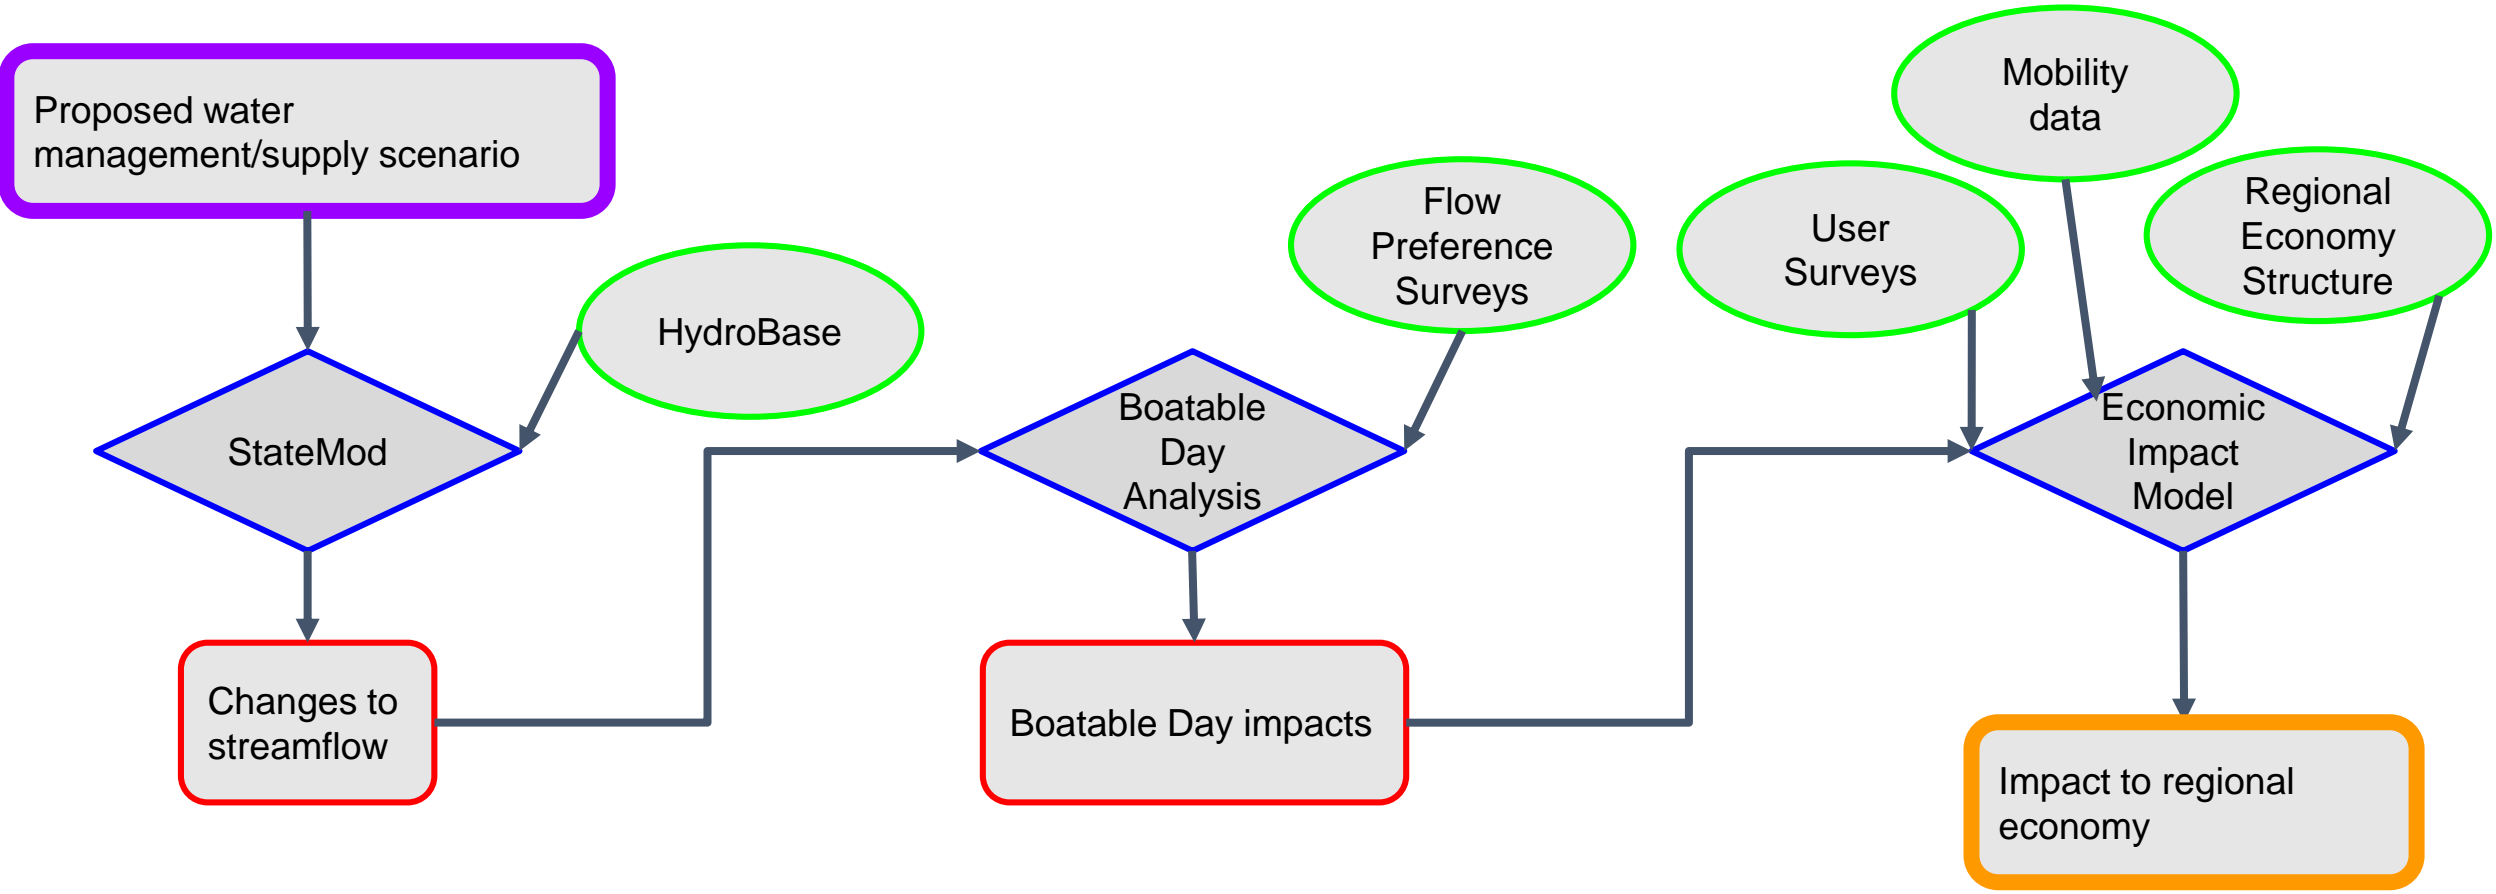 Proposed water
management/supply scenario
StateMod
HydroBase
Changes to
streamflow
Flow
Preference
Surveys
Boatable
Day
Analysis
Boatable Day impacts
User
Surveys
Mobility
data
Regional
Economy
Structure
Economic
Impact
Model
Impact to regional
economy